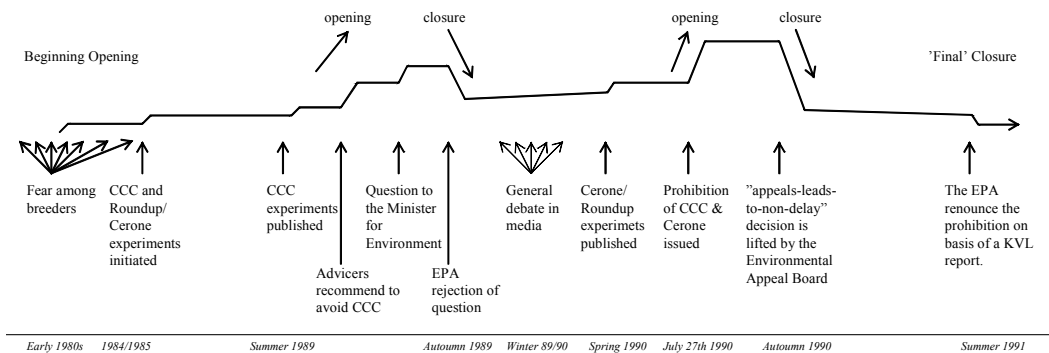 opening
closure
opening
closure
Beginning Opening
'Final' Closure
Fear among
breeders
CCC and
Roundup/
Cerone
experiments
initiated
CCC
experiments
published
Advicers
recommend to
avoid CCC
Question to
the Minister
for
Environment
EPA
rejection of
question
General
debate in
media
Cerone/
Roundup
experimets
published
Prohibition
of CCC &
Cerone
issued
”appeals-leads-
to-non-delay”
decision is
lifted by the
Environmental
Appeal Board
The EPA
renounce the
prohibition on
basis of a KVL
report.
Early 1980s
1984/1985
Summer 1989
Autoumn 1989
Winter 89/90
Spring 1990
July 27th 1990
Autoumn 1990
Summer 1991